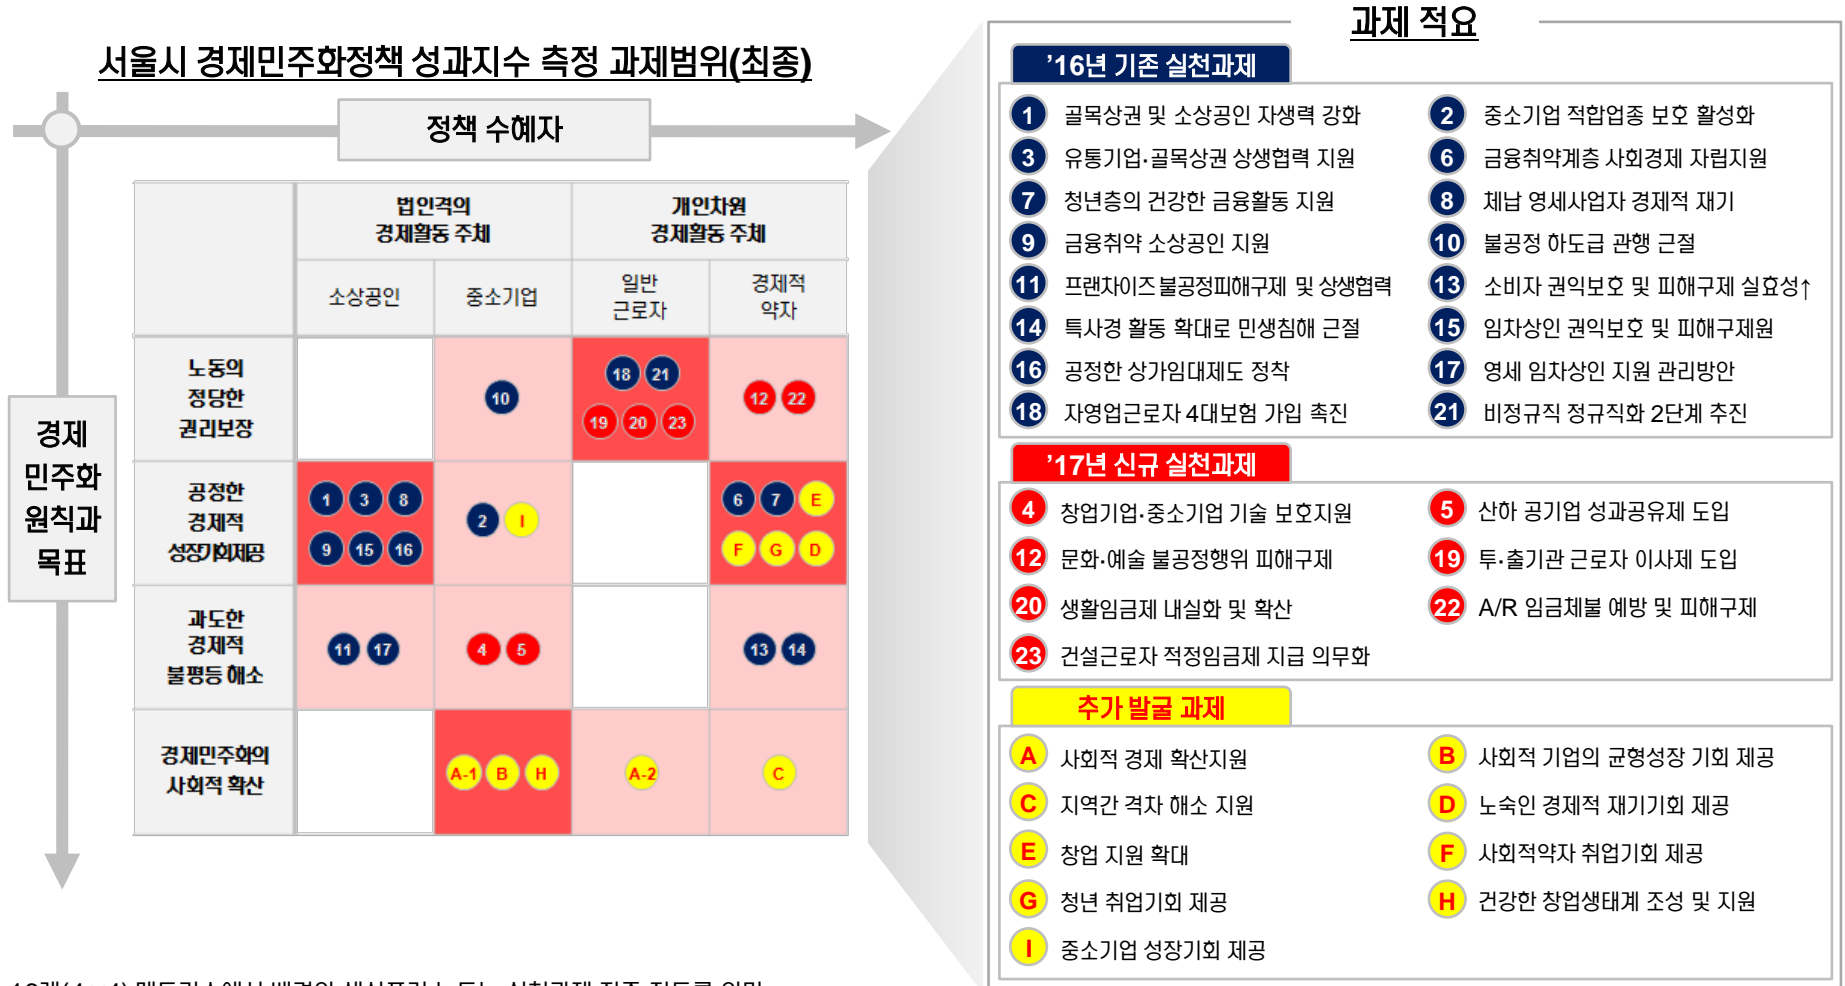 과제 적요
서울시 경제민주화정책 성과지수 측정 과제범위(최종)
정책 수혜자
경제
민주화
원칙과
목표
법인격의
경제활동 주체
개인차원
경제활동 주체
소상공인
중소기업
일반
근로자
경제적
약자
노동의
정당한
권리보장
10
18 21
19 20 23
12 22
공정한
경제적
성장기회제공
1 3 8
9 15 16
2 I
6 7 E
F G D
과도한
경제적
불평등 해소
11 17
4 5
13 14
경제민주화의
사회적 확산
A-1 B H
A-2
C
’16년 기존 실천과제
1 골목상권 및 소상공인 자생력 강화
2 중소기업 적합업종 보호 활성화
3 유통기업·골목상권 상생협력 지원
6 금융취약계층 사회경제 자립지원
7 청년층의 건강한 금융활동 지원
8 체납 영세사업자 경제적 재기
9 금융취약 소상공인 지원
10 불공정 하도급 관행 근절
11 프랜차이즈 불공정피해구제 및 상생협력
13 소비자 권익보호 및 피해구제 실효성↑
14 특사경 활동 확대로 민생침해 근절
15 임차상인 권익보호 및 피해구제원
16 공정한 상가임대제도 정착
17 영세 임차상인 지원 관리방안
18 자영업근로자 4대보험 가입 촉진
21 비정규직 정규직화 2단계 추진
’17년 신규 실천과제
4 창업기업·중소기업 기술 보호지원
5 산하 공기업 성과공유제 도입
12 문화·예술 불공정행위 피해구제
19 투·출기관 근로자 이사제 도입
20 생활임금제 내실화 및 확산
22 A/R 임금체불 예방 및 피해구제
23 건설근로자 적정임금제 지급 의무화
추가 발굴 과제
A 사회적 경제 확산지원
B 사회적 기업의 균형성장 기회 제공
C 지역간 격차 해소 지원
D 노숙인 경제적 재기기회 제공
E 창업 지원 확대
F 사회적약자 취업기회 제공
G 청년 취업기회 제공
H 건강한 창업생태계 조성 및 지원
I 중소기업 성장기회 제공